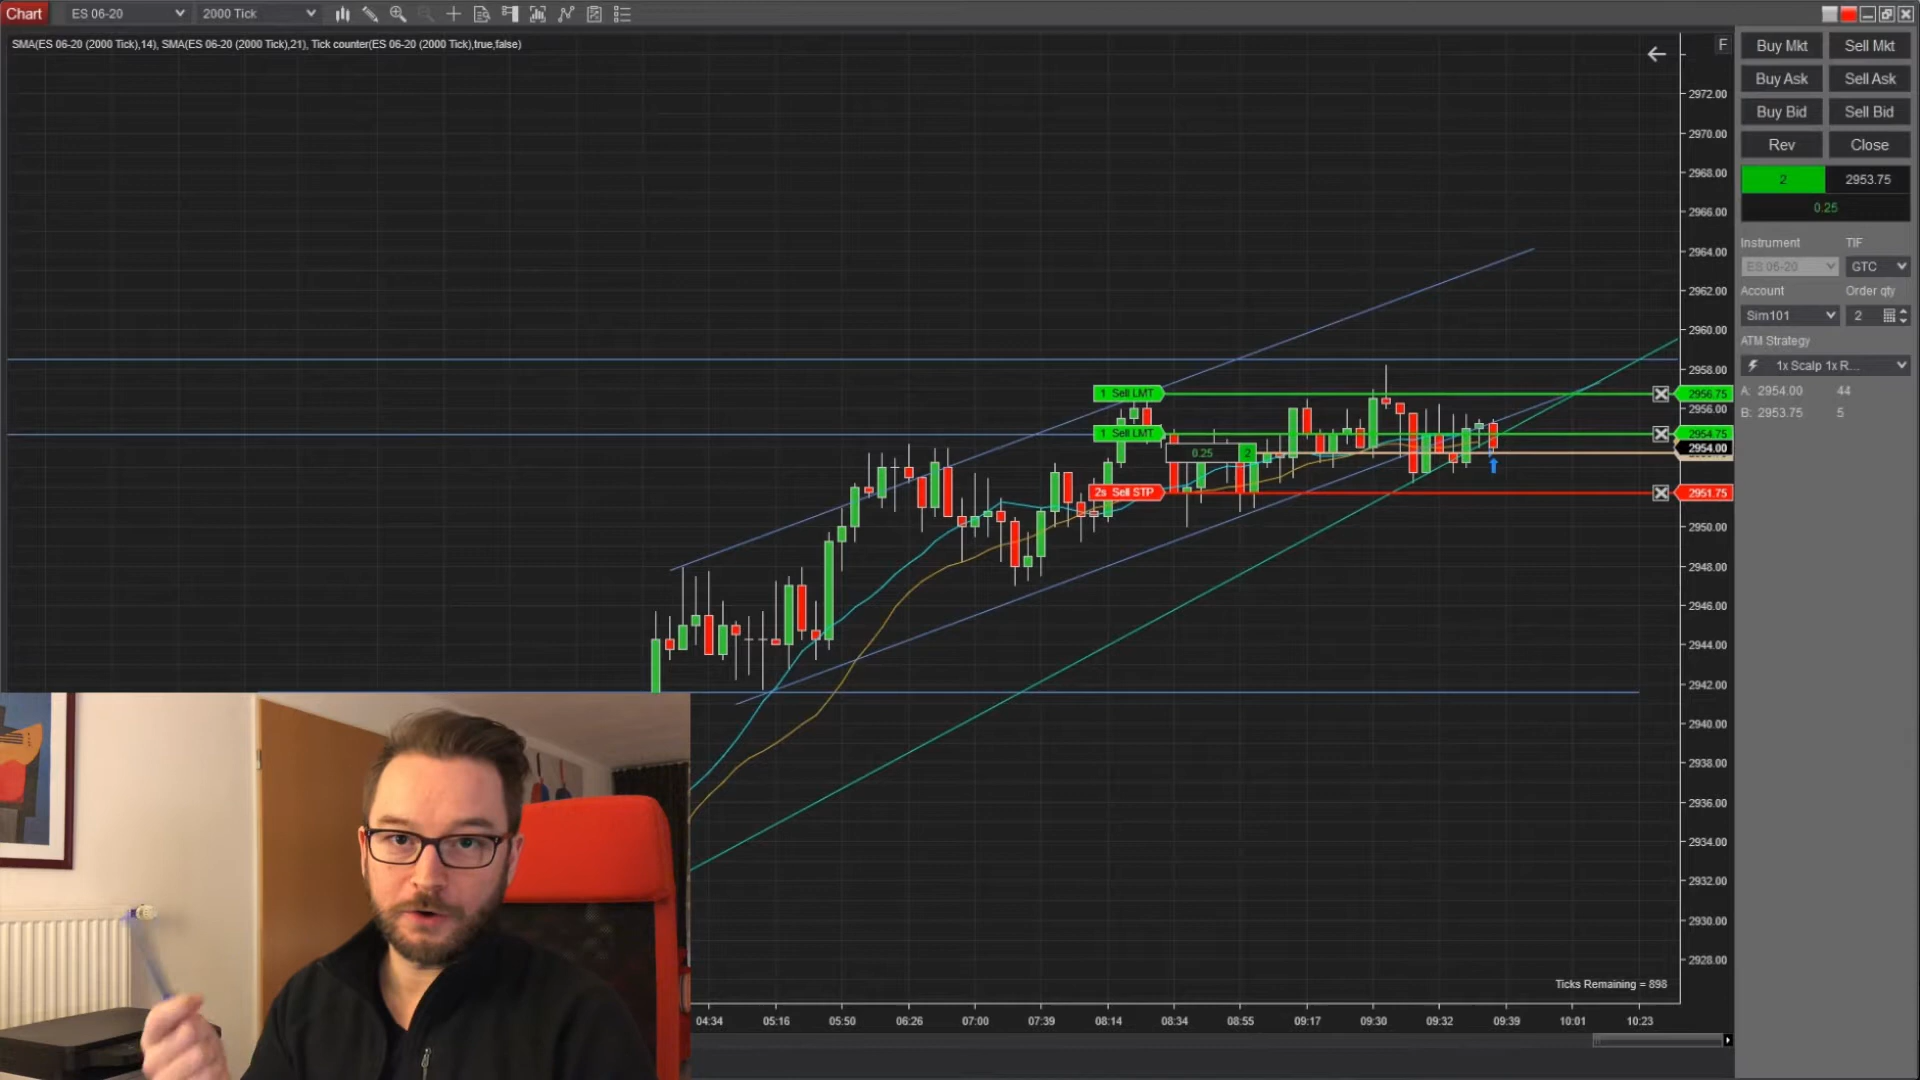 Chart ES 06-20 2000 Tick
SMA(ES 06-20 (2000 Tick),14), SMA(ES 06-20 (2000 Tick),21), Tick counter(ES 06-20 (2000 Tick),true,false)
F
2972.00
2970.00
2968.00
2966.00
2964.00
2962.00
2960.00
2958.00
1 Sell LMT 2956.75
2956.00
1 Sell LMT 2954.75
2954.00
0.25 2
2s Sell STP 2951.75
2950.00
2948.00
2946.00
2944.00
2942.00
2940.00
2938.00
2936.00
2934.00
2932.00
2930.00
2928.00
Ticks Remaining = 898
04:34 05:16 05:50 06:26 07:00 07:39 08:14 08:34 08:55 09:17 09:30 09:32 09:39 10:01 10:23
Buy Mkt Sell Mkt
Buy Ask Sell Ask
Buy Bid Sell Bid
Rev Close
2 2953.75
0.25
Instrument TIF
ES 06-20 GTC
Account Order qty
Sim101 2
ATM Strategy
1x Scalp 1x R...
A: 2954.00 44
B: 2953.75 5